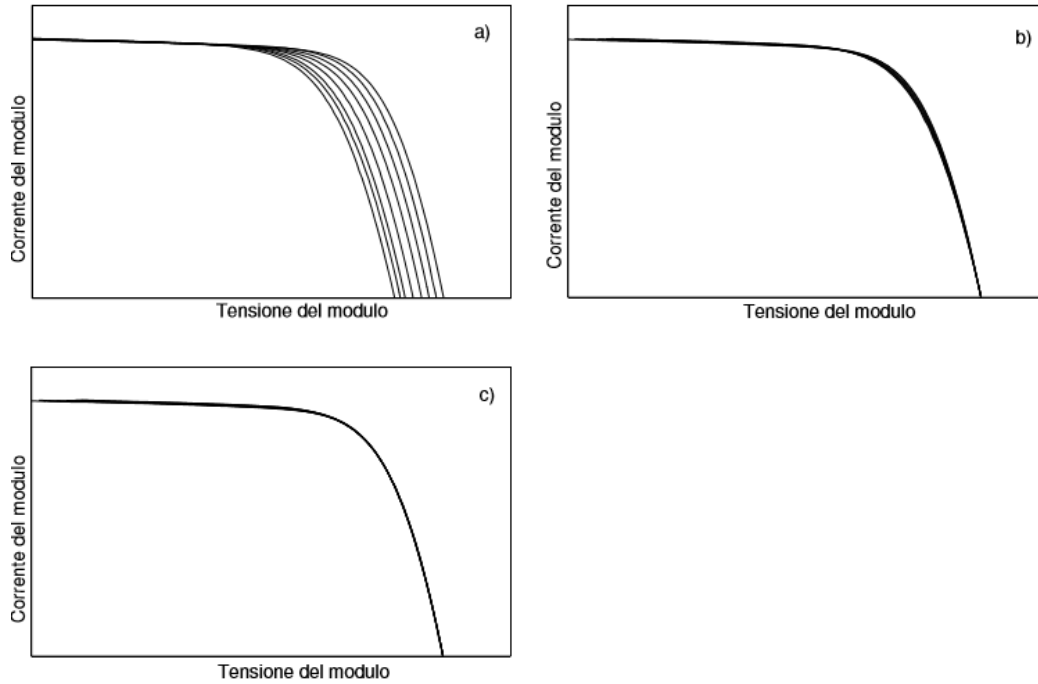 a)
Corrente del modulo
Tensione del modulo
b)
Corrente del modulo
Tensione del modulo
c)
Corrente del modulo
Tensione del modulo